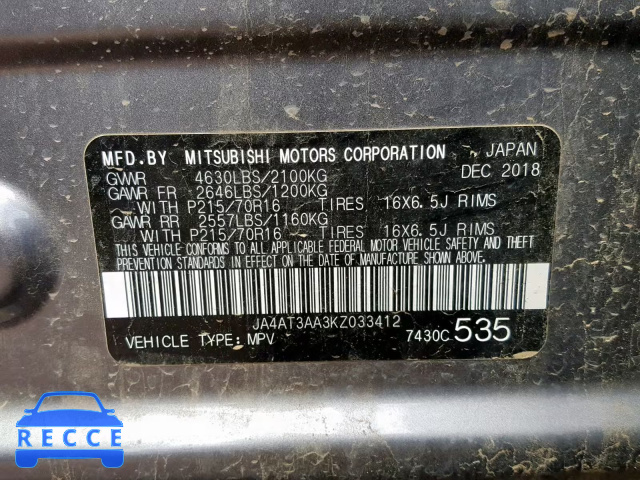 MFD.BY MITSUBISHI MOTORS CORPORATION JAPAN
GVWR 4630LBS/2100KG DEC 2018
GAWR FR 2646LBS/1200KG
WITH P215/70R16 TIRES 16X6.5J RIMS
GAWR RR 2557LBS/1160KG
WITH P215/70R16 TIRES 16X6.5J RIMS
THIS VEHICLE CONFORMS TO ALL APPLICABLE FEDERAL MOTOR VEHICLE SAFETY AND THEFT
PREVENTION STANDARDS IN EFFECT ON THE DATE OF MANUFACTURE SHOWN ABOVE.
JA4AT3AA3KZ033412
VEHICLE TYPE: MPV 7430C 535
RECCE